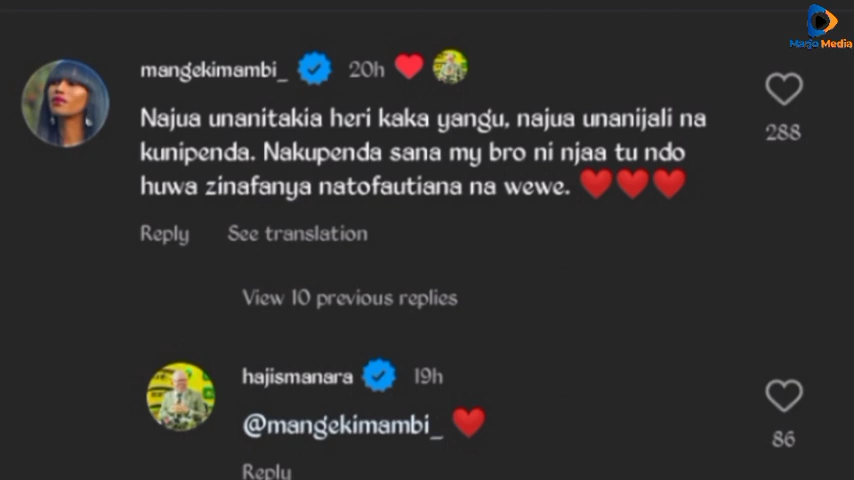 Manja Media
mangekimambi_ 20h
Najua unanitakia heri kaka yangu, najua unanijali na
kunipenda. Nakupenda sana my bro ni njaa tu ndo
huwa zinafanya natofautiana na wewe. ❤️❤️❤️
288
Reply See translation
View 10 previous replies
hajismanara 19h
@mangekimambi_ ❤️
86
Reply